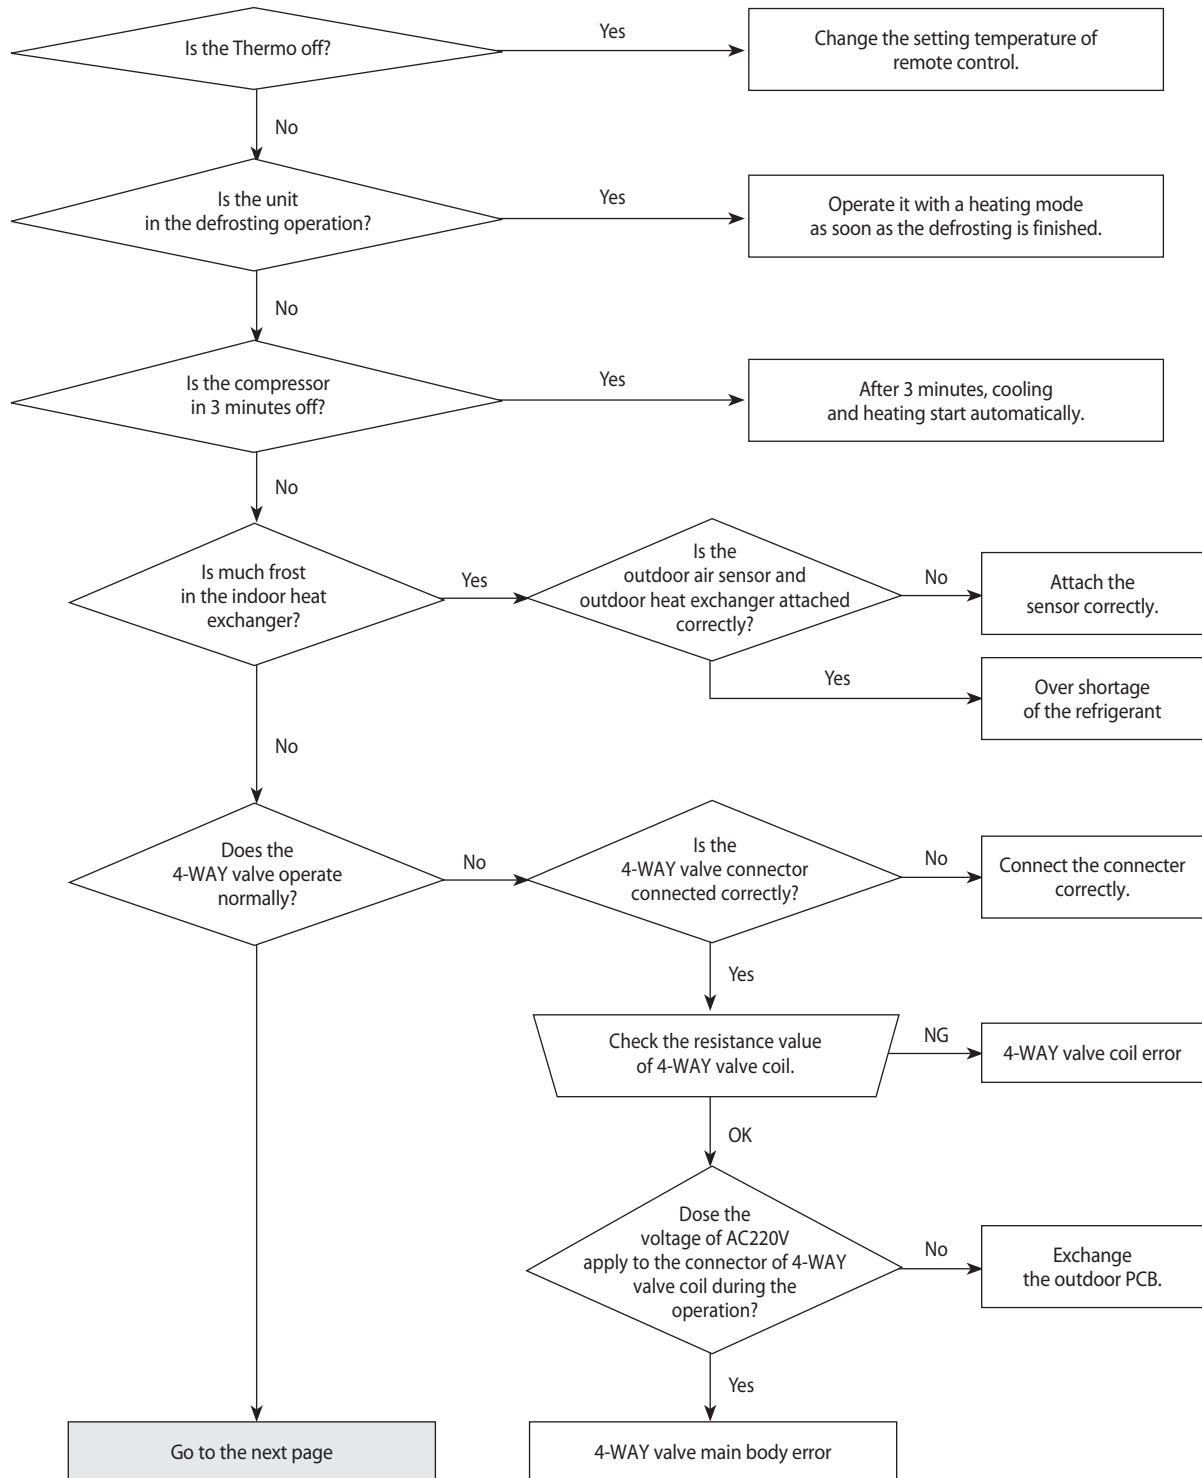 Is the Thermo off?
Yes
Change the setting temperature of
remote control.
No
Is the unit
in the defrosting operation?
Yes
Operate it with a heating mode
as soon as the defrosting is finished.
No
Is the compressor
in 3 minutes off?
Yes
After 3 minutes, cooling
and heating start automatically.
No
Is much frost
in the indoor heat
exchanger?
Yes
Is the
outdoor air sensor and
outdoor heat exchanger attached
correctly?
No
Attach the
sensor correctly.
Yes
Over shortage
of the refrigerant
No
Does the
4-WAY valve operate
normally?
No
Is the
4-WAY valve connector
connected correctly?
No
Connect the connecter
correctly.
Yes
Check the resistance value
of 4-WAY valve coil.
NG
4-WAY valve coil error
OK
Dose the
voltage of AC220V
apply to the connector of 4-WAY
valve coil during the
operation?
No
Exchange
the outdoor PCB.
Yes
Go to the next page
4-WAY valve main body error